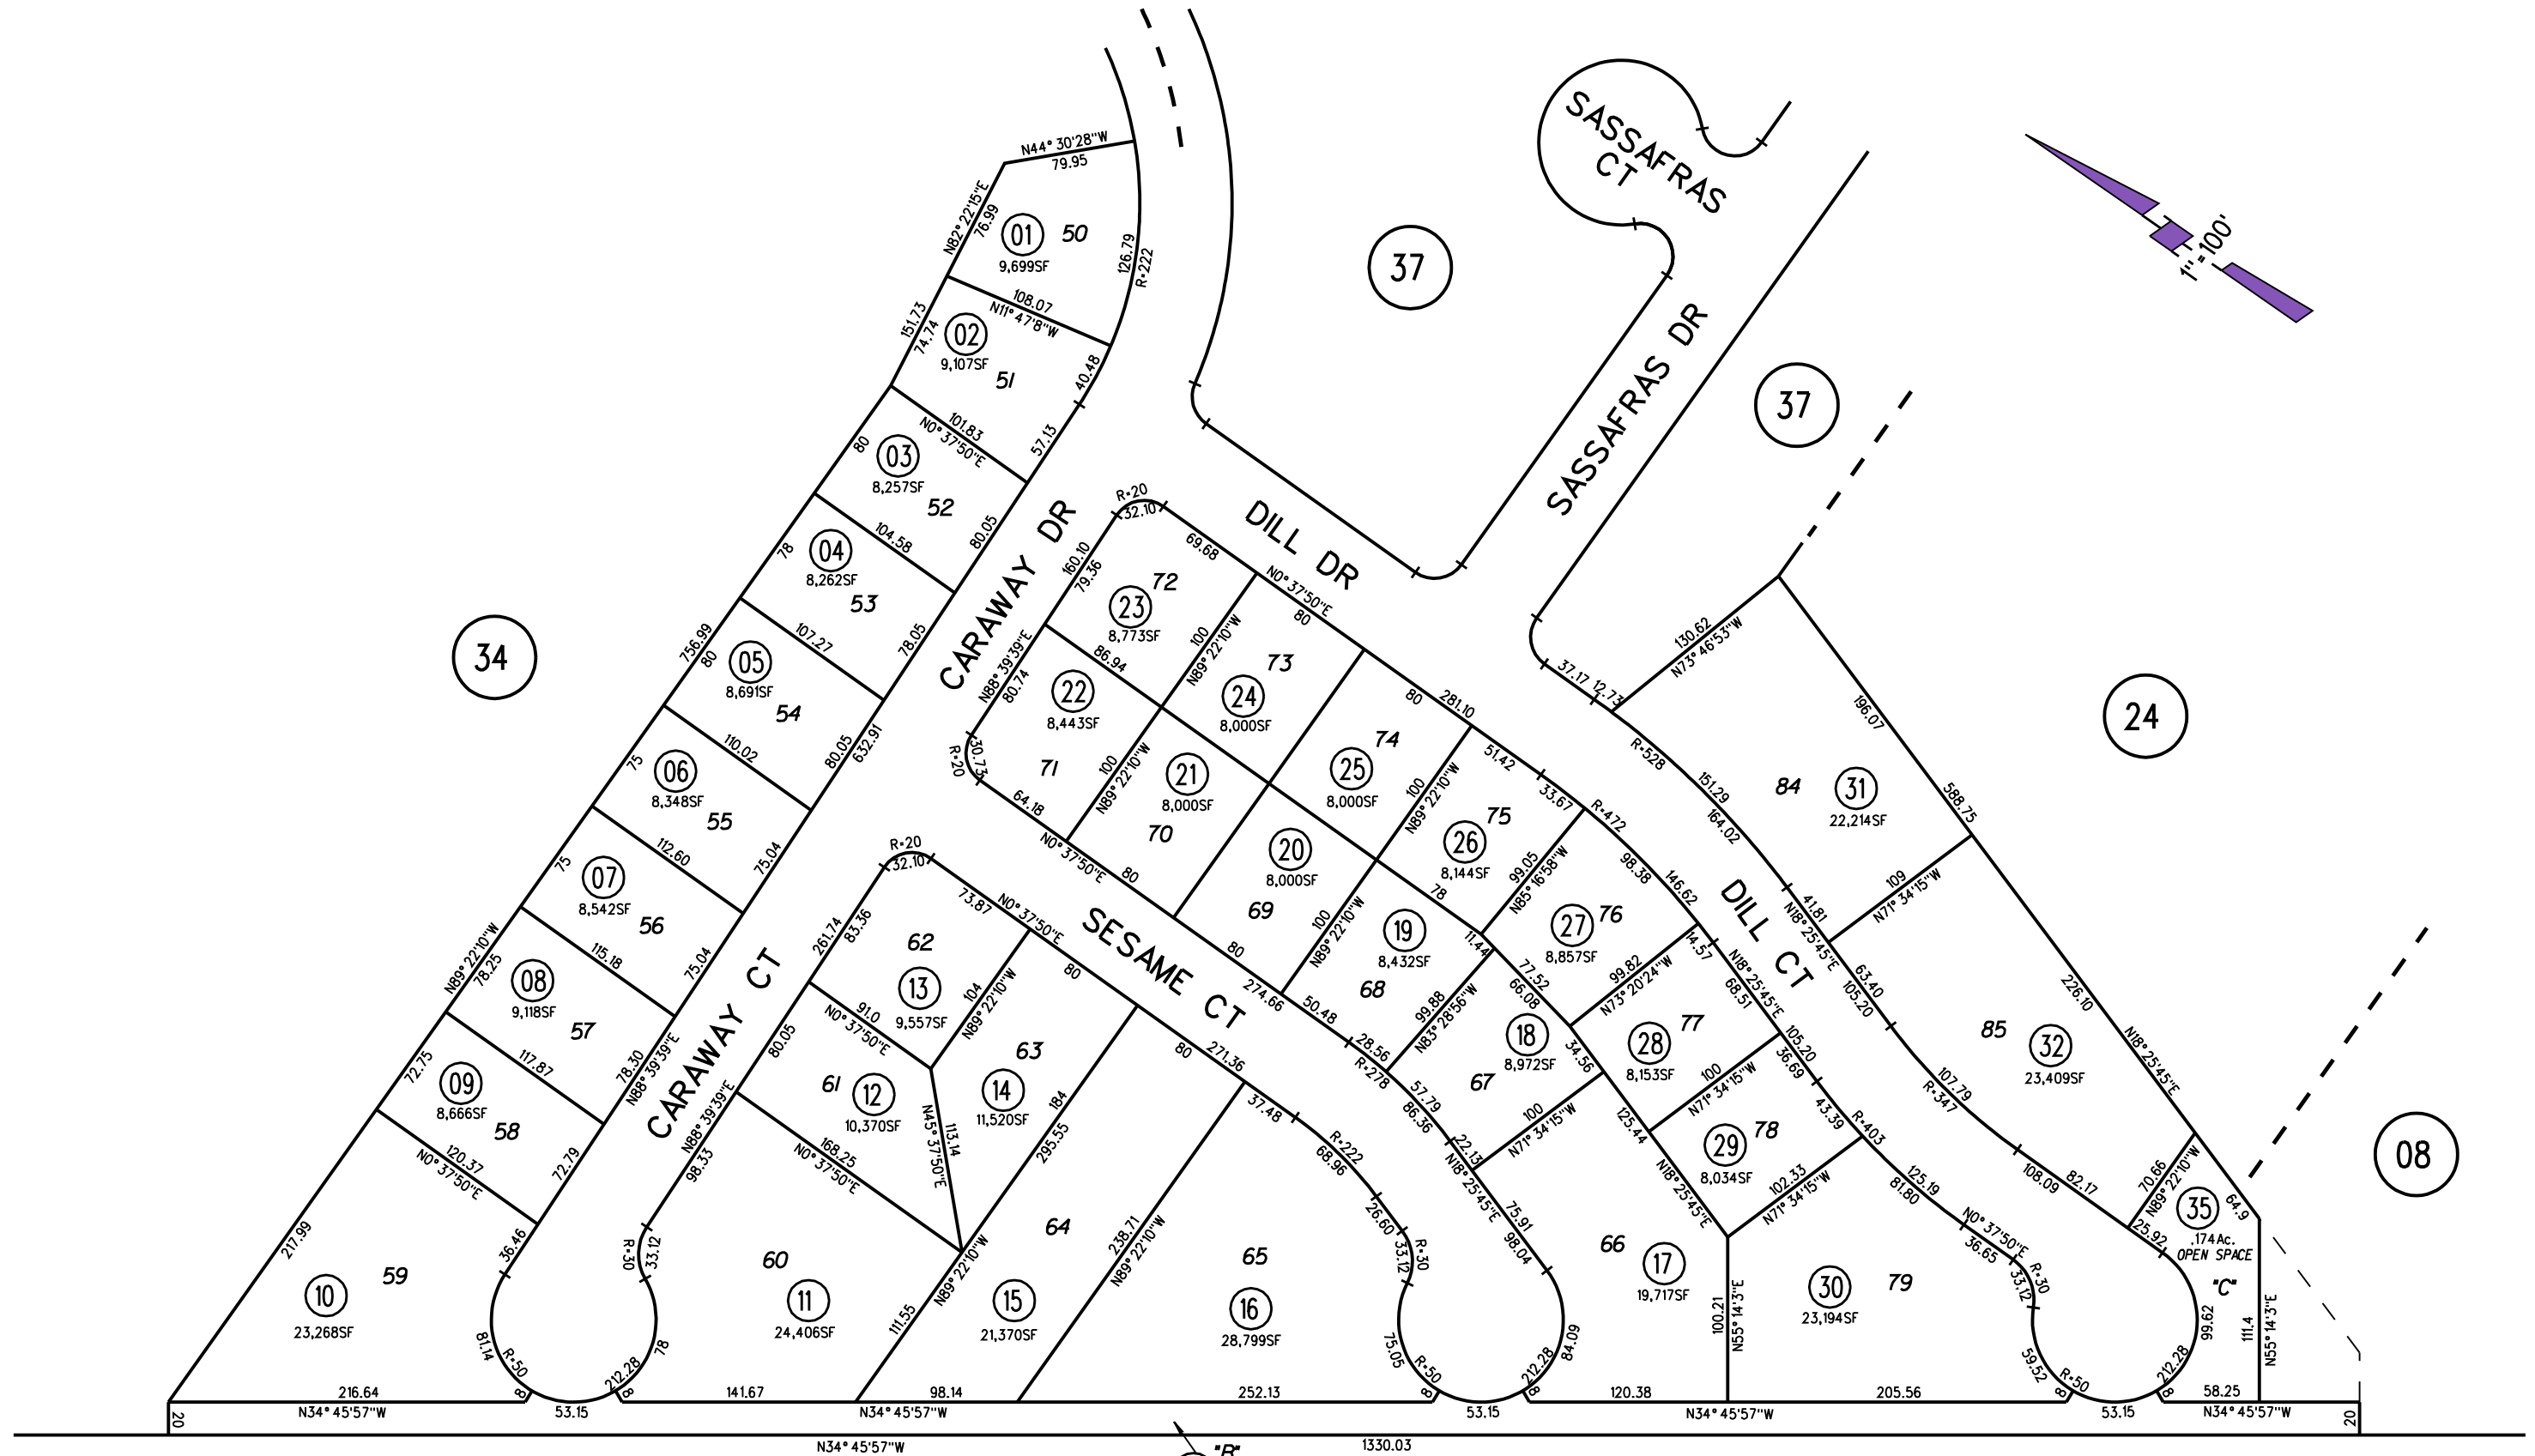 SASSAFRAS
CT
1"=100'
N44° 30'28"W
79.95
N82° 22'15"E
76.99
01
50
9,699SF
126.79
R=222
37
108.07
N11° 47'8"W
151.73
74.74
02
9,107SF
51
40.48
SASSAFRAS DR
37
101.83
N0° 37'50"E
57.13
80
03
8,257SF
52
R=20
32.10
69.68
DILL DR
80.05
104.58
78
04
8,262SF
53
CARAWAY DR
160.10
79.36
72
23
8,773SF
N0° 37'50"E
80
107.27
78.05
756.99
80
05
8,691SF
54
34
N88° 39'39"E
80.74
86.94
100
N89° 22'10"W
73
24
8,000SF
22
8,443SF
71
130.62
N73° 46'53"W
37.17
12.73
196.07
24
80
281.10
74
25
8,000SF
51.42
33.67
R=472
R=528
151.29
164.02
84
31
22,214SF
588.75
110.02
80.05
632.91
75
06
8,348SF
55
30.73
R=20
64.18
100
N89° 22'10"W
21
8,000SF
70
N0° 37'50"E
80
100
N89° 22'10"W
75
26
8,144SF
20
8,000SF
69
78
99.05
N85° 16'58"W
98.38
146.62
DILL CT
109
N71° 34'15"W
41.81
N18° 25'45"E
63.40
105.20
112.60
75.04
75
07
8,542SF
56
R=20
32.10
73.87
N0° 37'50"E
SESAME CT
80
274.66
100
N89° 22'10"W
19
8,432SF
68
11.44
27
76
8,857SF
14.57
N18° 25'45"E
68.51
99.82
N73° 20'24"W
77.52
66.08
115.18
75.04
N89° 22'10"W
78.25
08
9,118SF
57
261.74
83.36
62
13
9,557SF
104
N89° 22'10"W
80
91.0
N0° 37'50"E
50.48
99.88
N83° 28'56"W
28.56
R=278
18
8,972SF
67
34.56
77
28
8,153SF
105.20
36.69
85
32
23,409SF
226.10
N18° 25'45"E
107.79
R=347
08
117.87
78.30
N88° 39'39"E
CARAWAY CT
72.75
09
8,666SF
58
80.05
N88° 39'39"E
61
12
10,370SF
63
14
11,520SF
N45° 37'50"E
113.14
184
295.55
80
271.36
37.48
57.79
86.36
22.13
100
N71° 34'15"W
125.44
100
N71° 34'15"W
78
29
8,034SF
43.39
R=403
120.37
N0° 37'50"E
72.79
98.33
168.25
N0° 37'50"E
R=222
68.96
N18° 25'45"E
75.91
98.04
N18° 25'45"E
102.33
N71° 34'15"W
125.19
81.80
108.09
82.17
70.66
N89° 22'10"W
64.9
217.99
36.46
R=30
33.12
64
238.71
N89° 22'10"W
26.60
33.12
R=30
66
17
19,717SF
N0° 37'50"E
36.65
25.92
35
.174Ac.
OPEN SPACE
"C"
59
10
23,268SF
60
11
24,406SF
N89° 22'10"W
111.55
15
21,370SF
65
16
28,799SF
100.21
N55° 14'3"E
30
79
23,194SF
R=30
33.12
99.62
111.4
N55° 14'3"E
81.14
R=50
78
212.28
75.05
R=50
212.28
84.09
59.52
R=50
212.28
216.64
8
8
141.67
98.14
252.13
8
8
120.38
205.56
8
8
58.25
20
N34° 45'57"W
53.15
N34° 45'57"W
53.15
N34° 45'57"W
53.15
N34° 45'57"W
20
N34° 45'57"W
"B"
1330.03